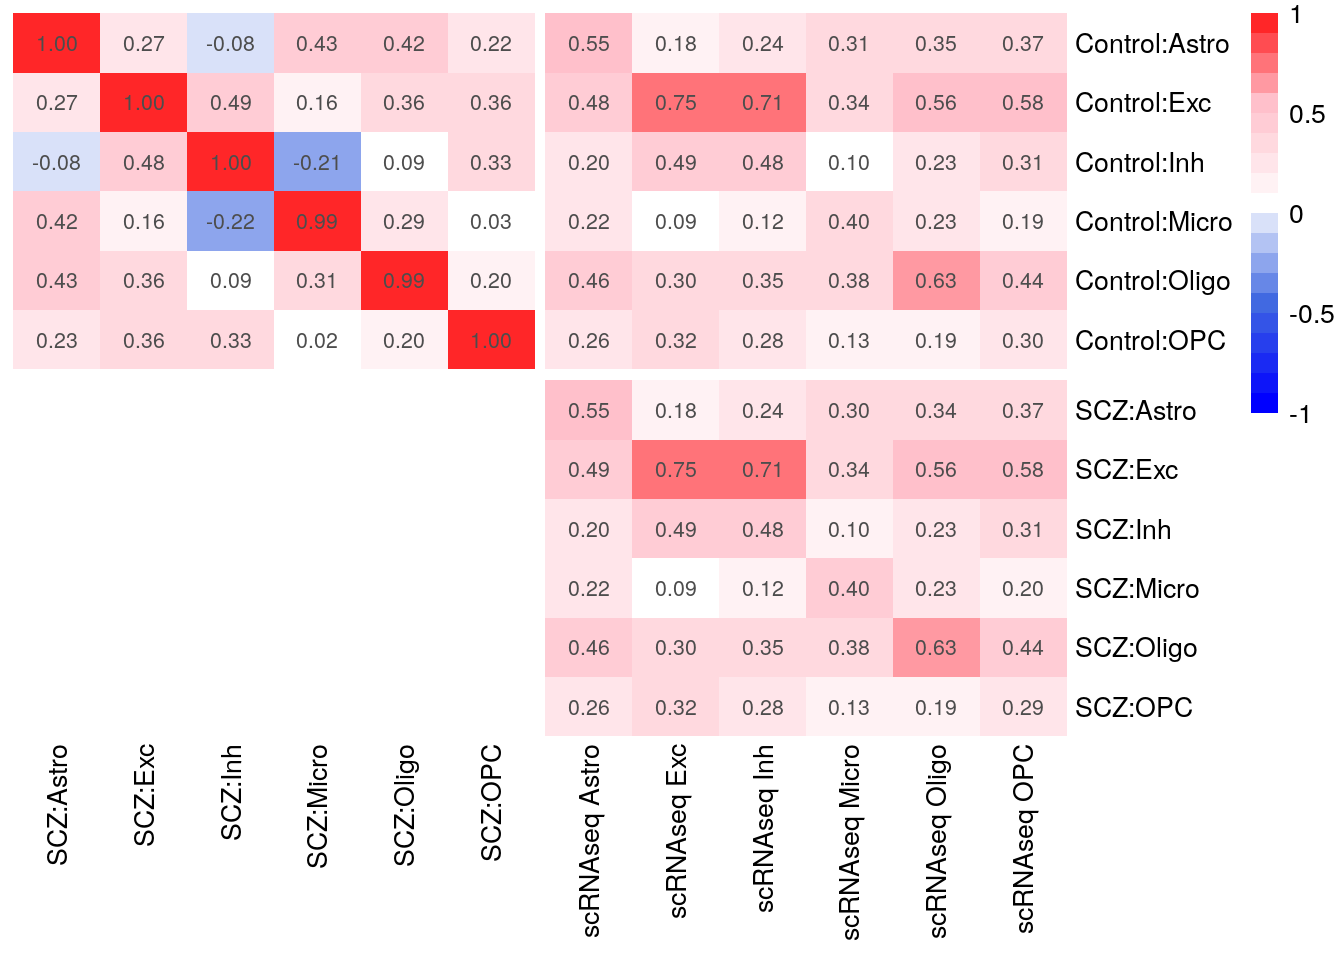 1.00 0.27 -0.08 0.43 0.42 0.22 0.55 0.18 0.24 0.31 0.35 0.37 Control:Astro
0.27 1.00 0.49 0.16 0.36 0.36 0.48 0.75 0.71 0.34 0.56 0.58 Control:Exc
-0.08 0.48 1.00 -0.21 0.09 0.33 0.20 0.49 0.48 0.10 0.23 0.31 Control:Inh
0.42 0.16 -0.22 0.99 0.29 0.03 0.22 0.09 0.12 0.40 0.23 0.19 Control:Micro
0.43 0.36 0.09 0.31 0.99 0.20 0.46 0.30 0.35 0.38 0.63 0.44 Control:Oligo
0.23 0.36 0.33 0.02 0.20 1.00 0.26 0.32 0.28 0.13 0.19 0.30 Control:OPC
0.55 0.18 0.24 0.30 0.34 0.37 SCZ:Astro
0.49 0.75 0.71 0.34 0.56 0.58 SCZ:Exc
0.20 0.49 0.48 0.10 0.23 0.31 SCZ:Inh
0.22 0.09 0.12 0.40 0.23 0.20 SCZ:Micro
0.46 0.30 0.35 0.38 0.63 0.44 SCZ:Oligo
0.26 0.32 0.28 0.13 0.19 0.29 SCZ:OPC
SCZ:Astro
SCZ:Exc
SCZ:Inh
SCZ:Micro
SCZ:Oligo
SCZ:OPC
scRNAseq Astro
scRNAseq Exc
scRNAseq Inh
scRNAseq Micro
scRNAseq Oligo
scRNAseq OPC
1
0.5
0
-0.5
-1